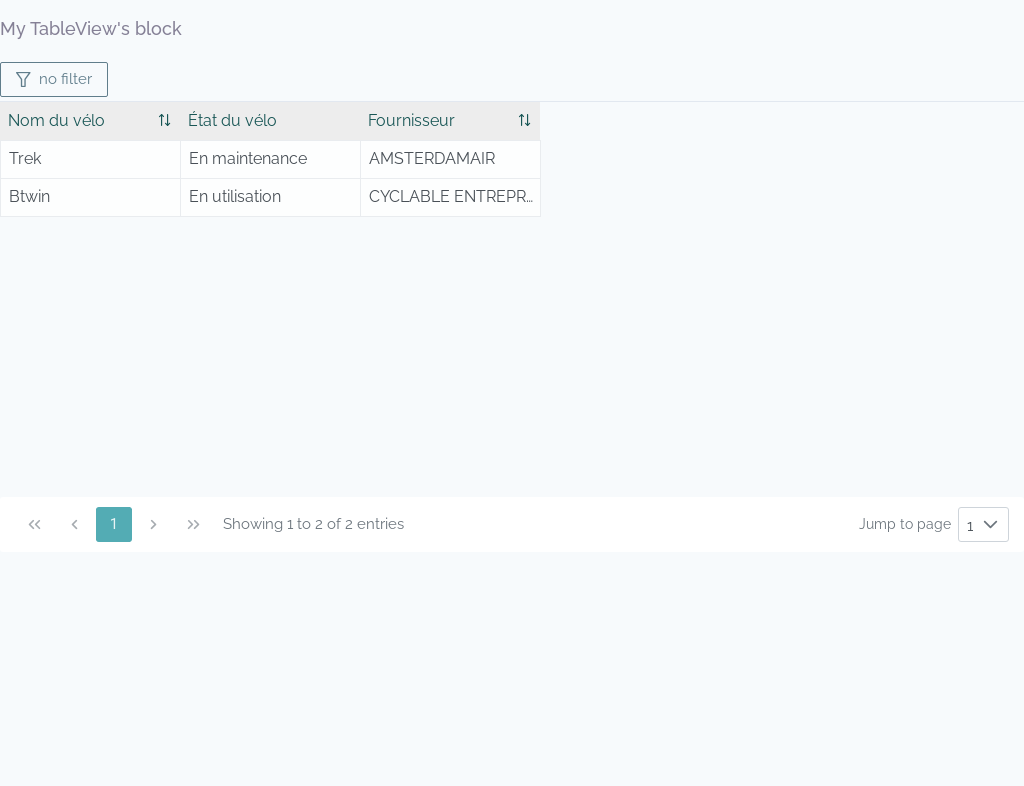 My TableView's block
no filter
Nom du vélo État du vélo Fournisseur
Trek En maintenance AMSTERDAMAIR
Btwin En utilisation CYCLABLE ENTREPR...
1 Showing 1 to 2 of 2 entries Jump to page 1